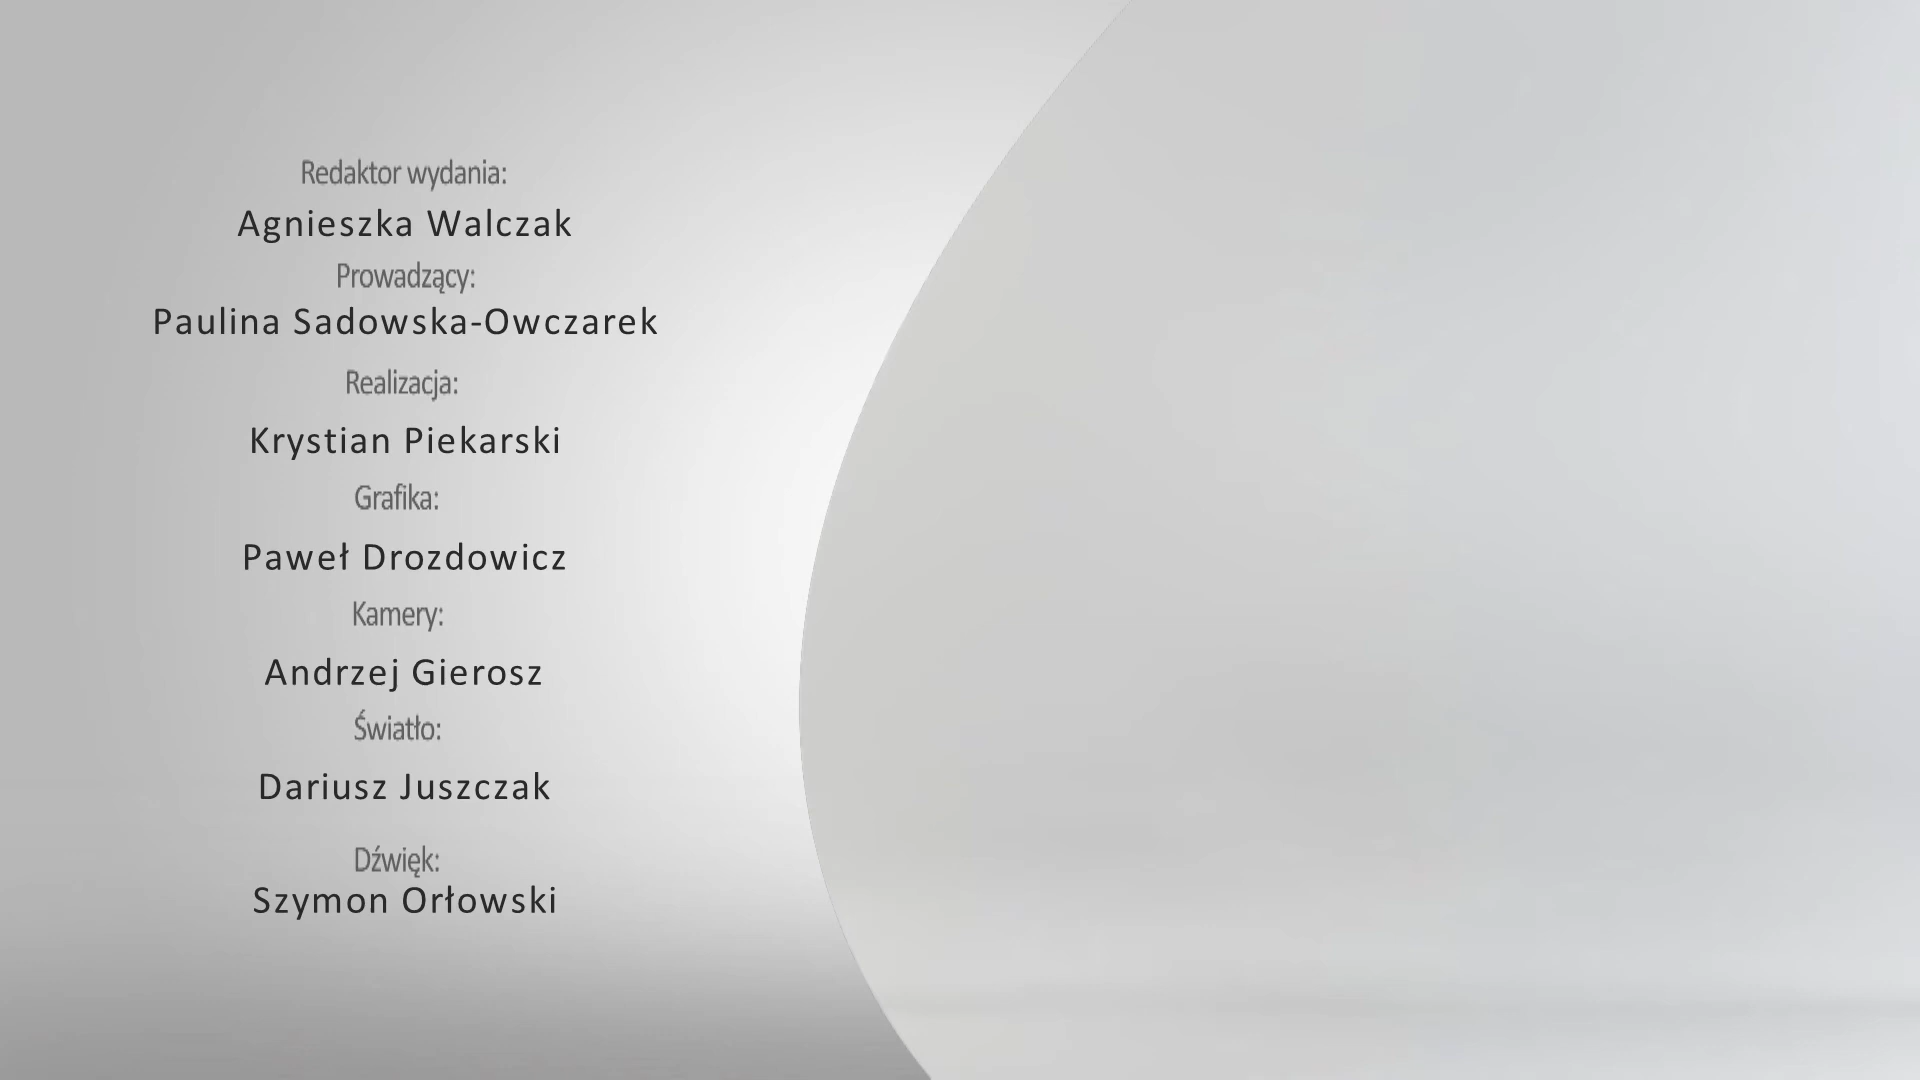 Redaktor wydania:
Agnieszka Walczak
Prowadzący:
Paulina Sadowska-Owczarek
Realizacja:
Krystian Piekarski
Grafika:
Paweł Drozdowicz
Kamery:
Andrzej Gierosz
Światło:
Dariusz Juszczak
Dźwięk:
Szymon Orłowski